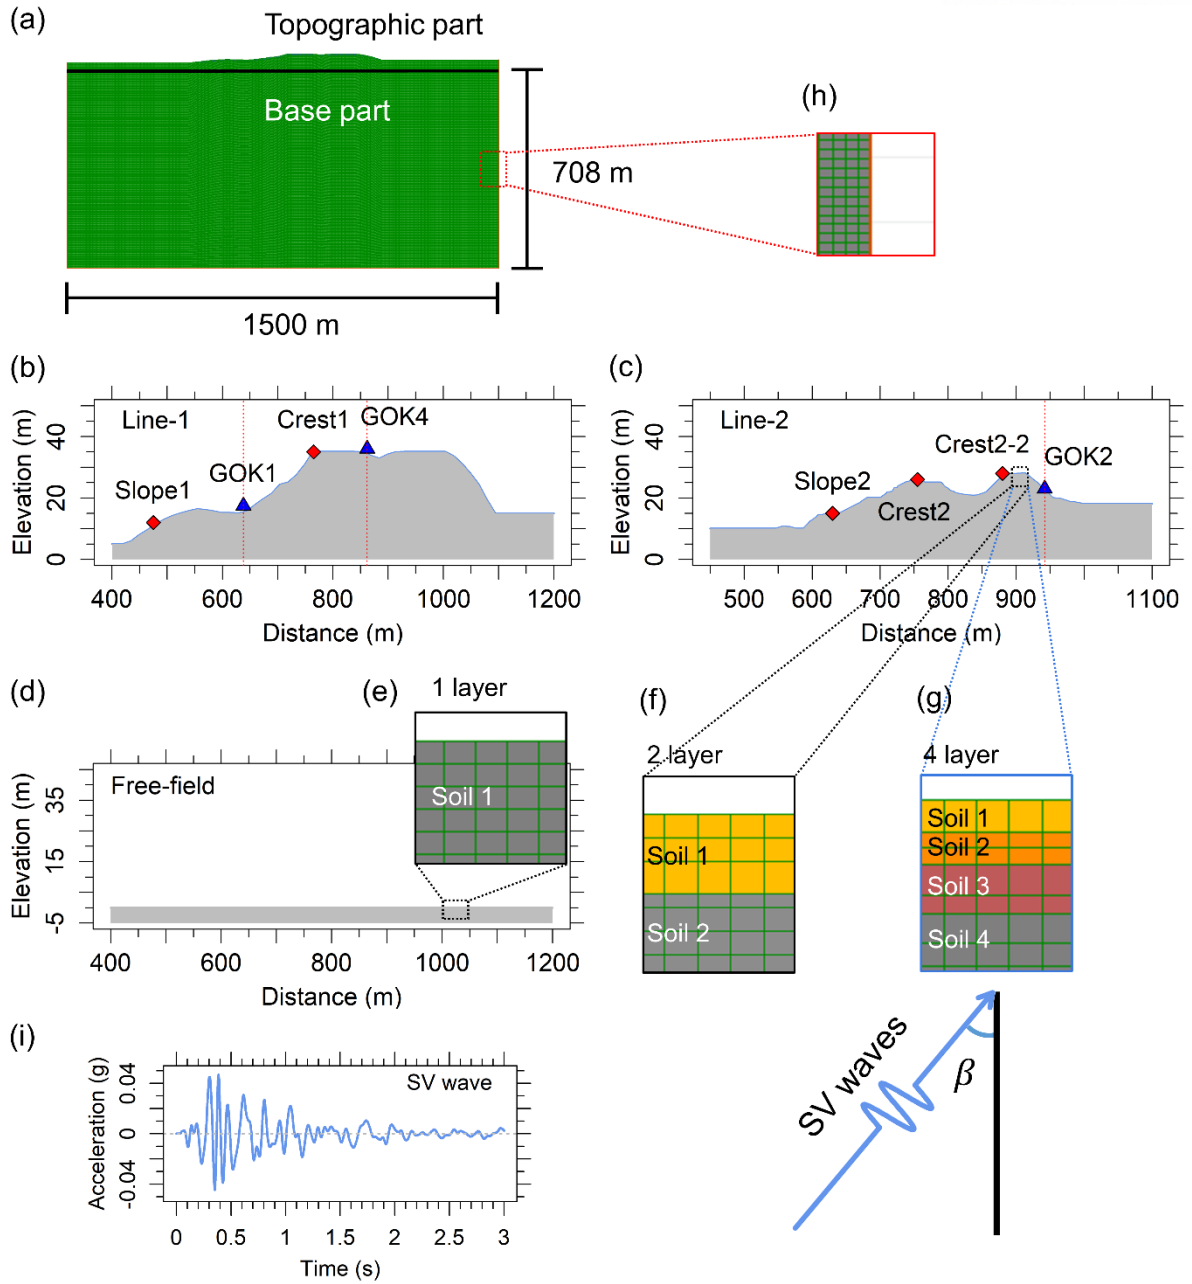 (a)
Topographic part
Base part
708 m
1500 m
(h)
(b)
Line-1
Crest1
GOK4
GOK1
Slope1
Elevation (m)
0
20
40
400
600
800
1000
1200
Distance (m)
(c)
Line-2
Crest2-2
GOK2
Slope2
Crest2
Elevation (m)
0
20
40
500
600
700
800
900
1100
Distance (m)
(d)
Free-field
Elevation (m)
-5
15
35
400
600
800
1000
1200
Distance (m)
(e)
1 layer
Soil 1
(f)
2 layer
Soil 1
Soil 2
(g)
4 layer
Soil 1
Soil 2
Soil 3
Soil 4
SV waves
β
(i)
SV wave
Acceleration (g)
-0.04
0
0.04
0
0.5
1
1.5
2
2.5
3
Time (s)